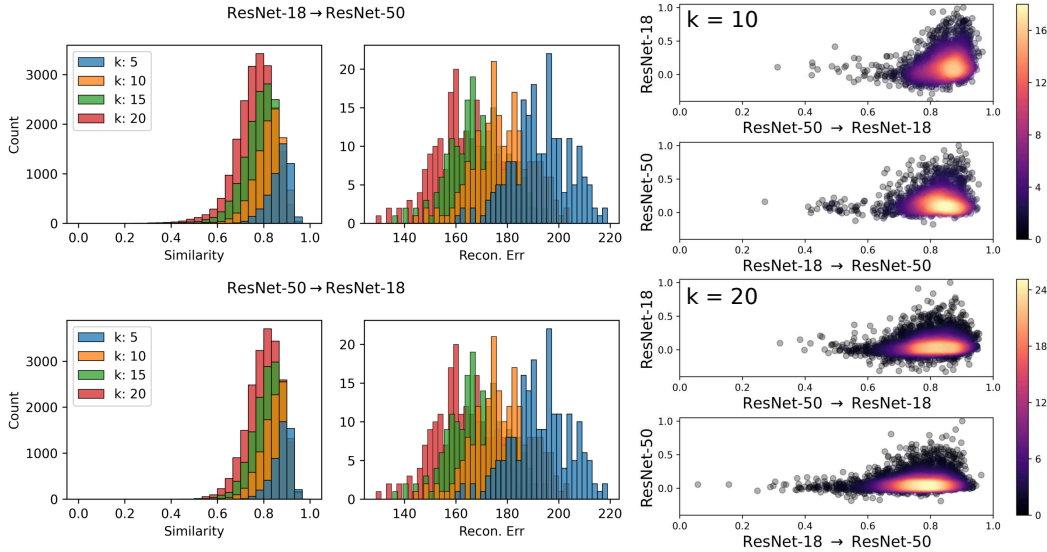 ResNet-18 → ResNet-50
Count
3000
2000
1000
0
k: 5
k: 10
k: 15
k: 20
0.0 0.2 0.4 0.6 0.8 1.0
Similarity
20
15
10
5
0
140 160 180 200 220
Recon. Err
ResNet-50 → ResNet-18
Count
3000
2000
1000
0
k: 5
k: 10
k: 15
k: 20
0.0 0.2 0.4 0.6 0.8 1.0
Similarity
20
15
10
5
0
140 160 180 200 220
Recon. Err
k = 10
ResNet-18
1.0
0.5
0.0
0.0 0.2 0.4 0.6 0.8 1.0
ResNet-50 → ResNet-18
ResNet-50
1.0
0.5
0.0
0.0 0.2 0.4 0.6 0.8 1.0
ResNet-18 → ResNet-50
16
12
8
4
0
k = 20
ResNet-18
1.0
0.5
0.0
0.0 0.2 0.4 0.6 0.8 1.0
ResNet-50 → ResNet-18
ResNet-50
1.0
0.5
0.0
0.0 0.2 0.4 0.6 0.8 1.0
ResNet-18 → ResNet-50
24
18
12
6
0